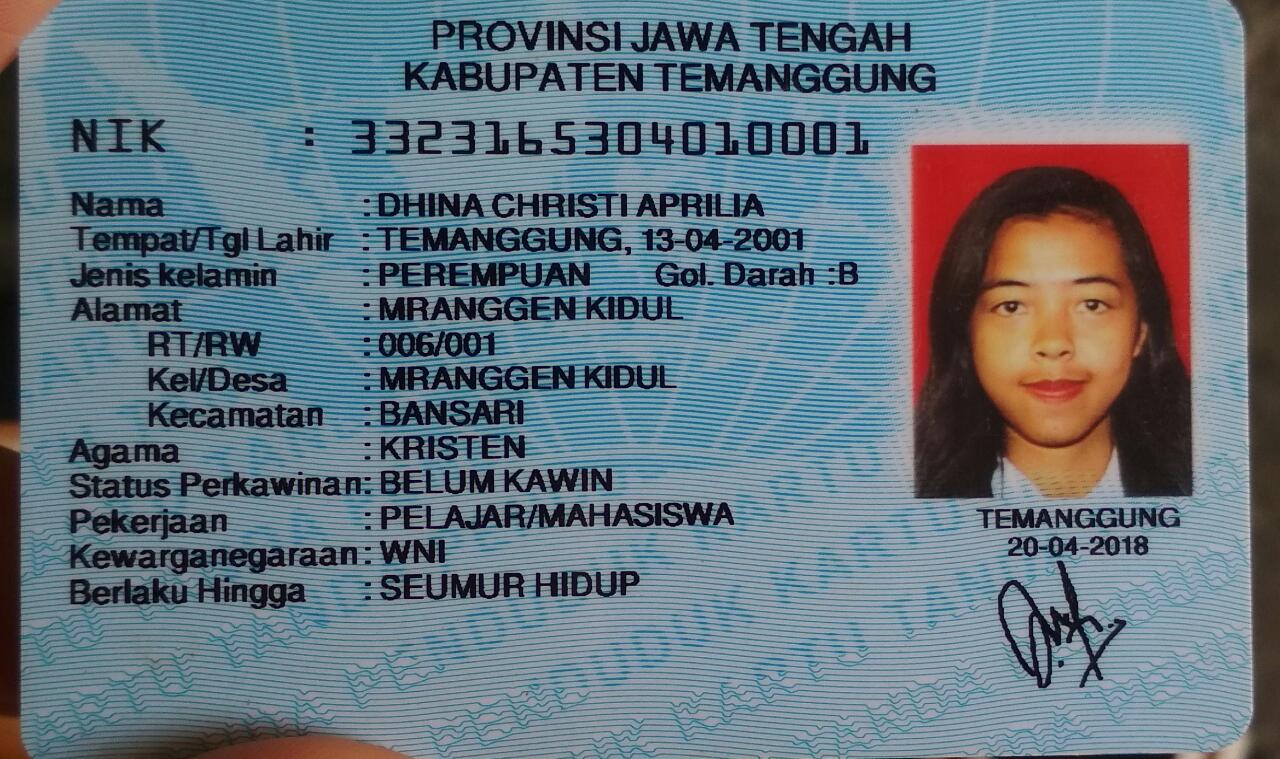 PROVINSI JAWA TENGAH
KABUPATEN TEMANGGUNG
NIK : 3323165304010001
Nama : DHINA CHRISTI APRILIA
Tempat/Tgl Lahir : TEMANGGUNG, 13-04-2001
Jenis kelamin : PEREMPUAN Gol. Darah :B
Alamat : MRANGGEN KIDUL
RT/RW : 006/001
Kel/Desa : MRANGGEN KIDUL
Kecamatan : BANSARI
Agama : KRISTEN
Status Perkawinan: BELUM KAWIN
Pekerjaan : PELAJAR/MAHASISWA
Kewarganegaraan: WNI
Berlaku Hingga : SEUMUR HIDUP
TEMANGGUNG
20-04-2018